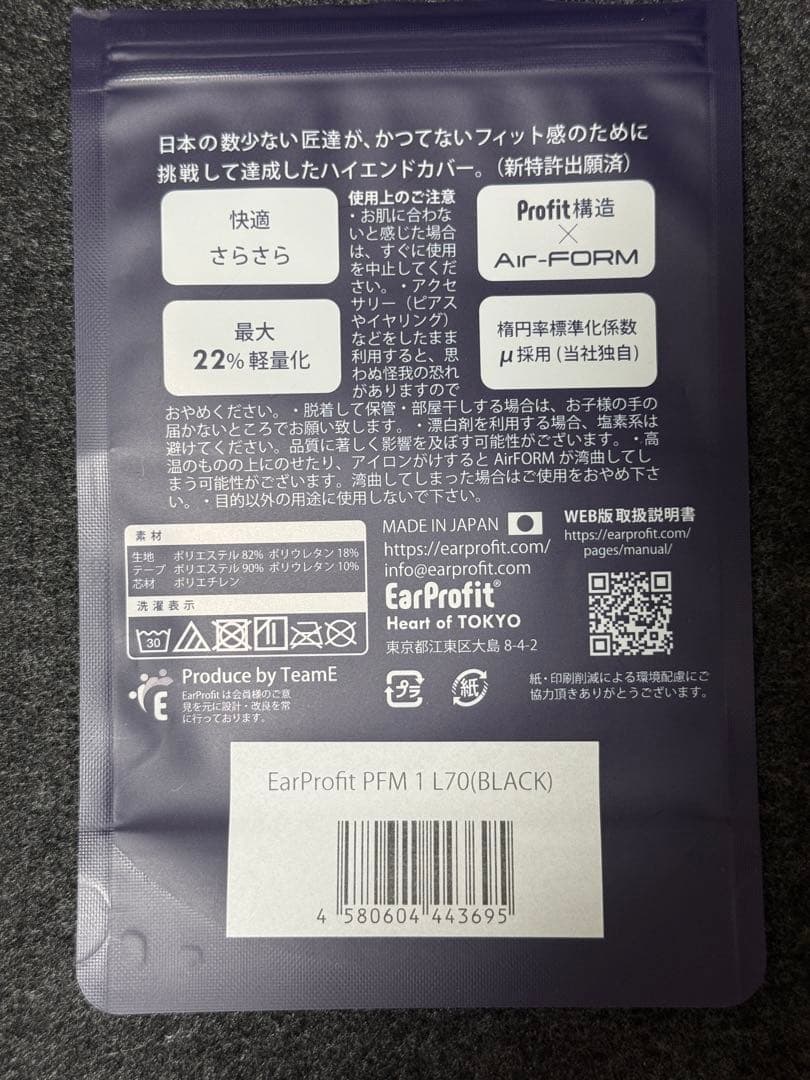 日本の数少ない匠達が、かつてないフィット感のために
挑戦して達成したハイエンドカバー。（新特許出願済）
快適
さらさら
最大
22%軽量化
使用上のご注意
・お肌に合わな
いと感じた場合
は、すぐに使用
を中止してくだ
さい。・アクセ
サリー（ピアス
やイヤリング）
などをしたまま
利用すると、思
わぬ怪我の恐れ
がありますので
おやめください。・脱着して保管・部屋干しする場合は、お子様の手の
届かないところでお願い致します。・漂白剤を利用する場合、塩素系は
避けてください。品質に著しく影響を及ぼす可能性がございます。・高
温のものの上にのせたり、アイロンがけするとAirFORMが湾曲してし
まう可能性がございます。湾曲してしまった場合はご使用をおやめ下さ
い。・目的以外の用途に使用しないで下さい。
Profit構造
×
Air-FORM
楕円率標準化係数
μ採用(当社独自)
素材
生地 ポリエステル82% ポリウレタン18%
テープ ポリエステル90% ポリウレタン10%
芯材 ポリエチレン
洗濯表示
30
MADE IN JAPAN
https://earprofit.com/
info@earprofit.com
EarProfit®
Heart of TOKYO
東京都江東区大島 8-4-2
WEB版取扱説明書
https://earprofit.com/
pages/manual/
Produce by TeamE
EarProfitは会員様のご意
見を元に設計・改良を常
に行っております。
E
プラ
紙
紙・印刷削減による環境配慮にご
協力頂きありがとうございます。
EarProfit PFM 1 L70(BLACK)
4 580604 443695